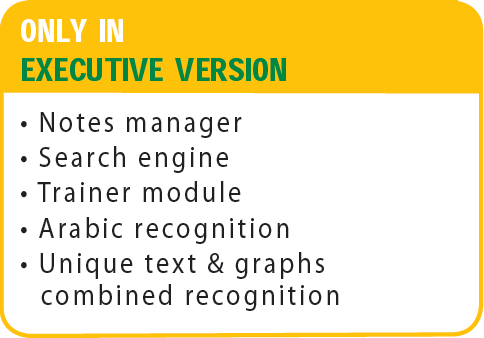 ONLY IN
EXECUTIVE VERSION
• Notes manager
• Search engine
• Trainer module
• Arabic recognition
• Unique text & graphs
combined recognition